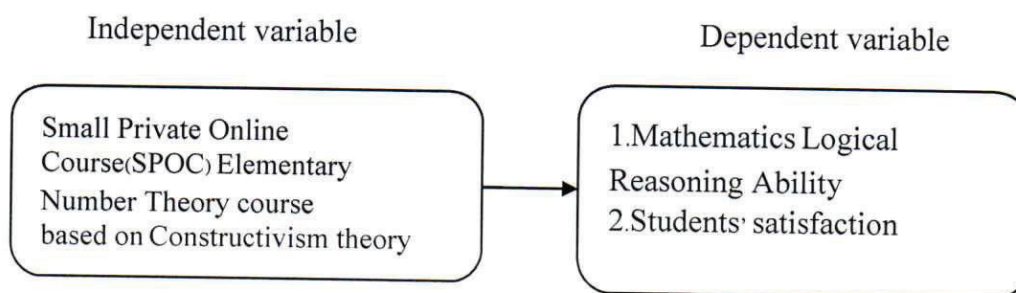 Independent variable
Dependent variable
Small Private Online
Course(SPOC) Elementary
Number Theory course
based on Constructivism theory
1.Mathematics Logical
Reasoning Ability
2.Students' satisfaction